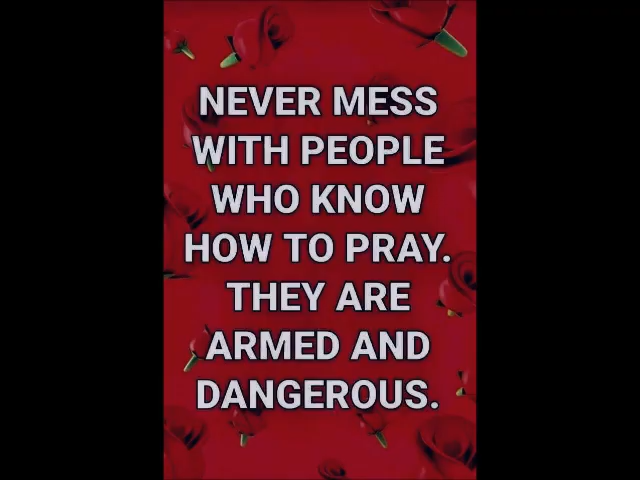 NEVER MESS
WITH PEOPLE
WHO KNOW
HOW TO PRAY.
THEY ARE
ARMED AND
DANGEROUS.